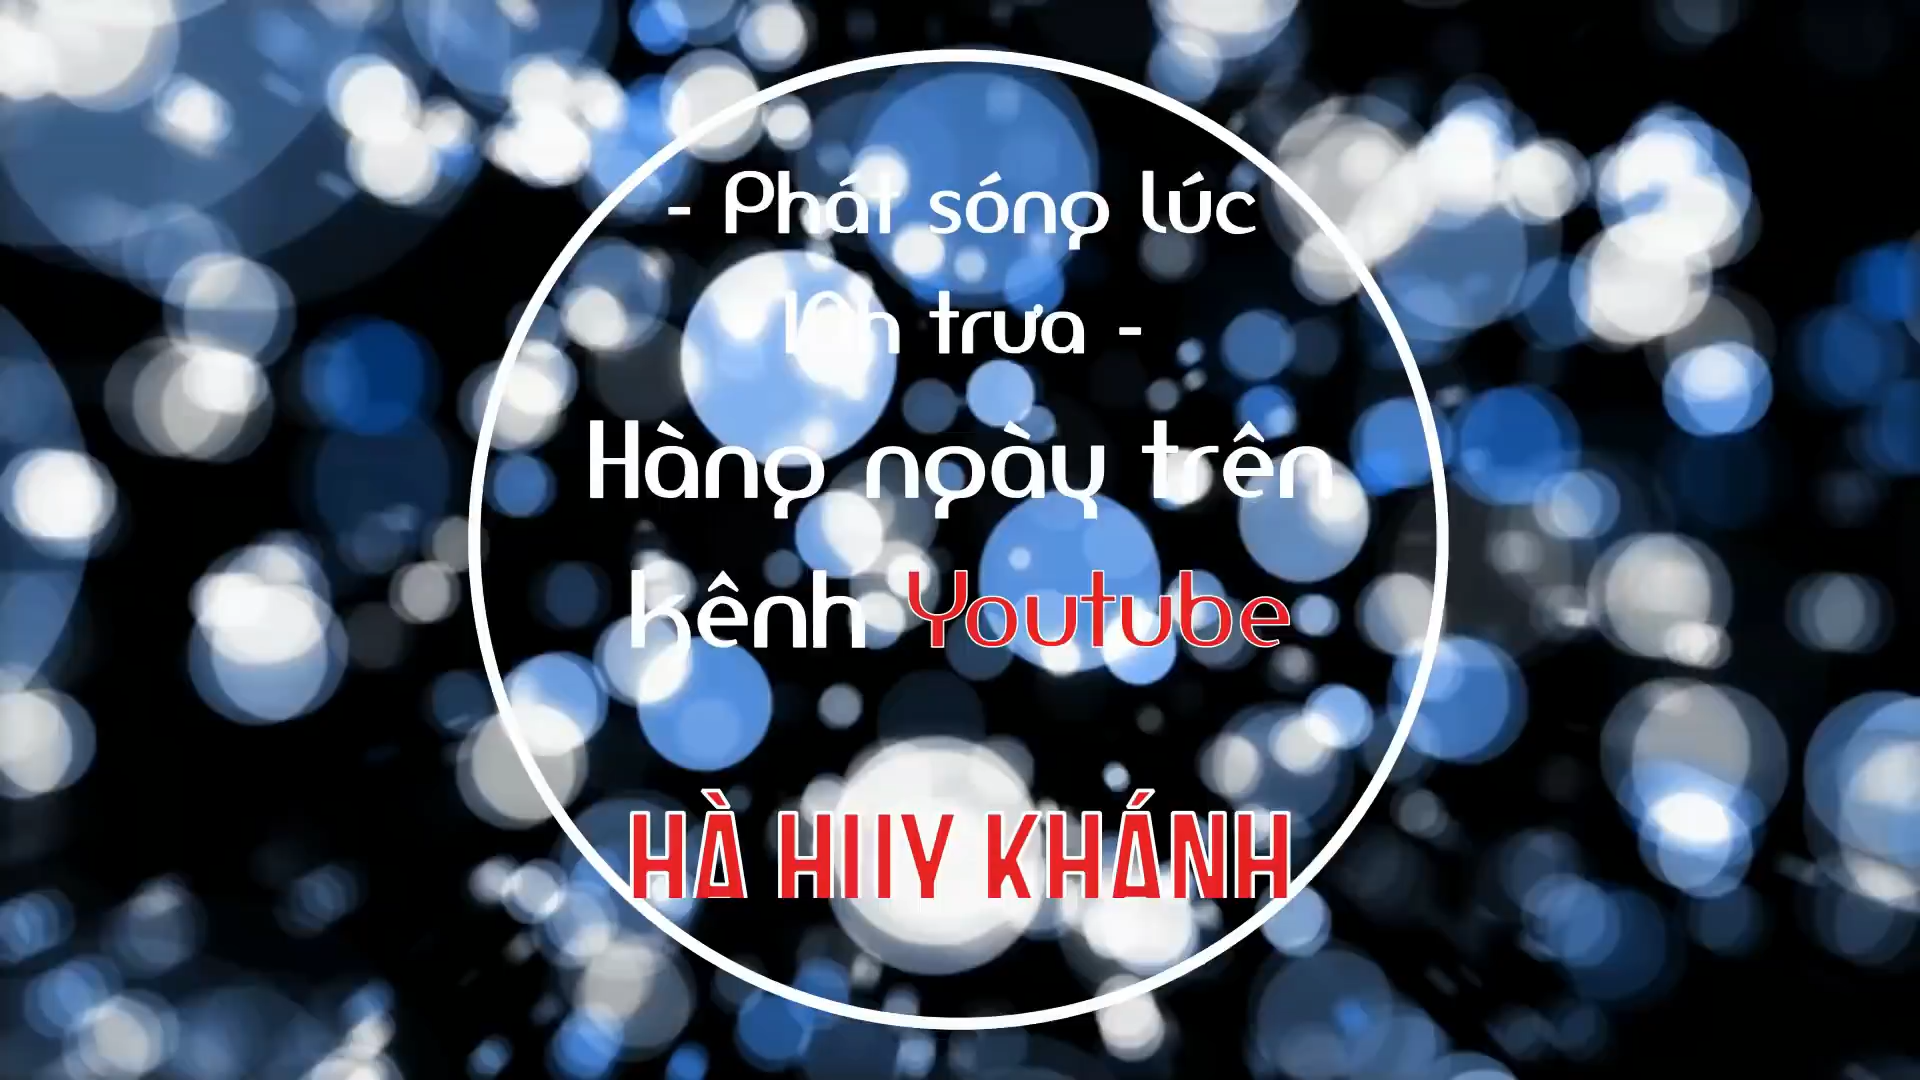 - Phát sóng lúc
trưa -
Hàng ngày trên
kênh Youtube
HÀ HUY KHÁNH